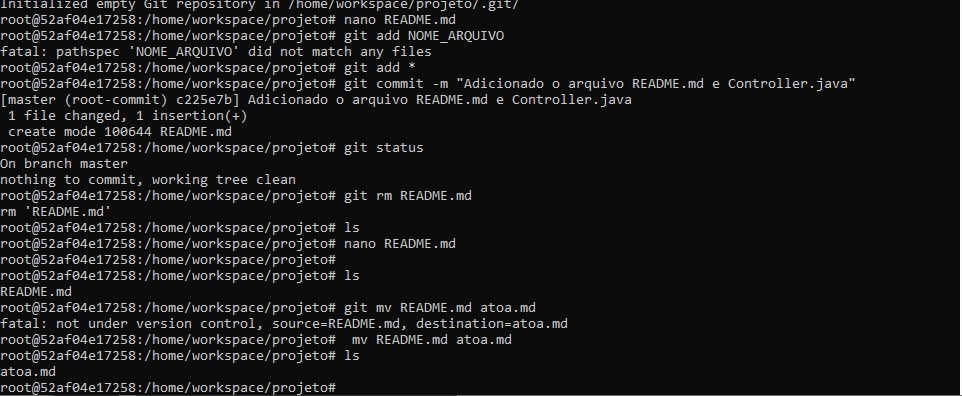 Initialized empty Git repository in /home/workspace/projeto/.git/
root@52af04e17258:/home/workspace/projeto# nano README.md
root@52af04e17258:/home/workspace/projeto# git add NOME_ARQUIVO
fatal: pathspec 'NOME_ARQUIVO' did not match any files
root@52af04e17258:/home/workspace/projeto# git add *
root@52af04e17258:/home/workspace/projeto# git commit -m "Adicionado o arquivo README.md e Controller.java"
[master (root-commit) c225e7b] Adicionado o arquivo README.md e Controller.java
 1 file changed, 1 insertion(+)
 create mode 100644 README.md
root@52af04e17258:/home/workspace/projeto# git status
On branch master
nothing to commit, working tree clean
root@52af04e17258:/home/workspace/projeto# git rm README.md
rm 'README.md'
root@52af04e17258:/home/workspace/projeto# ls
root@52af04e17258:/home/workspace/projeto# nano README.md
root@52af04e17258:/home/workspace/projeto#
root@52af04e17258:/home/workspace/projeto# ls
README.md
root@52af04e17258:/home/workspace/projeto# git mv README.md atoa.md
fatal: not under version control, source=README.md, destination=atoa.md
root@52af04e17258:/home/workspace/projeto#  mv README.md atoa.md
root@52af04e17258:/home/workspace/projeto# ls
atoa.md
root@52af04e17258:/home/workspace/projeto#